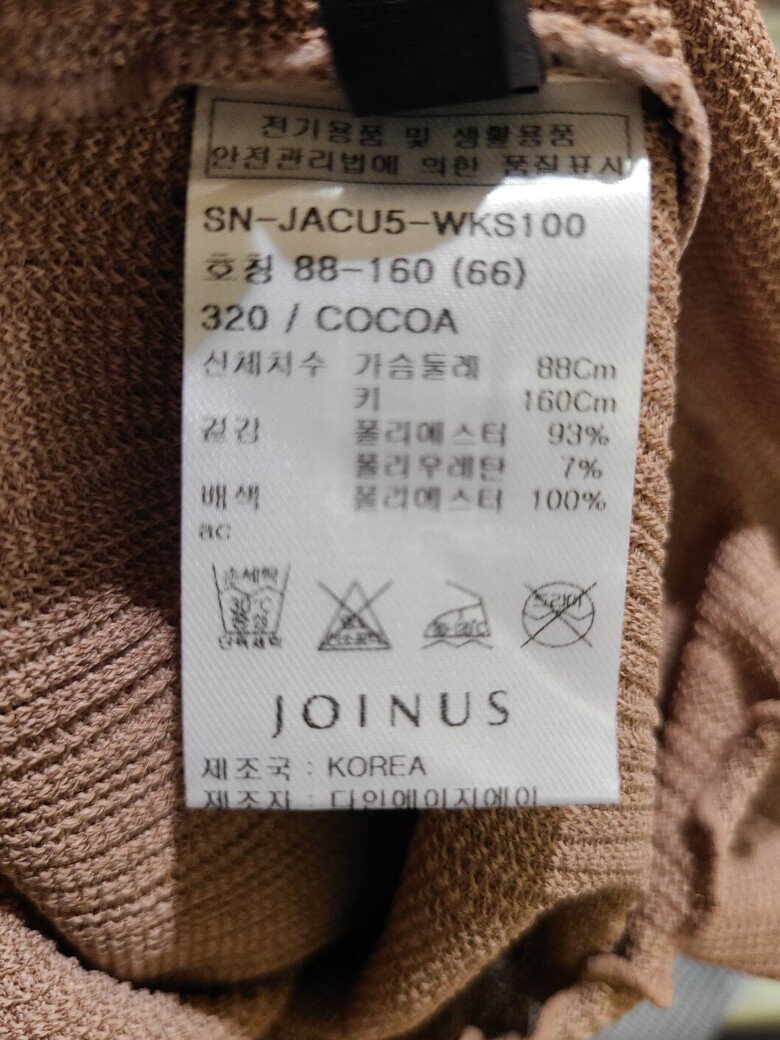 전기용품 및 생활용품
안전관리법에 의한 품질표시
SN-JACU5-WKS100
호칭 88-160 (66)
320 / COCOA
신체치수 가슴둘레 88Cm
키 160Cm
겉감 폴리에스터 93%
폴리우레탄 7%
배색 폴리에스터 100%
ac
손세탁
30°C
드라이
JOINUS
제조국 : KOREA
제조자 : 다인에이지에이